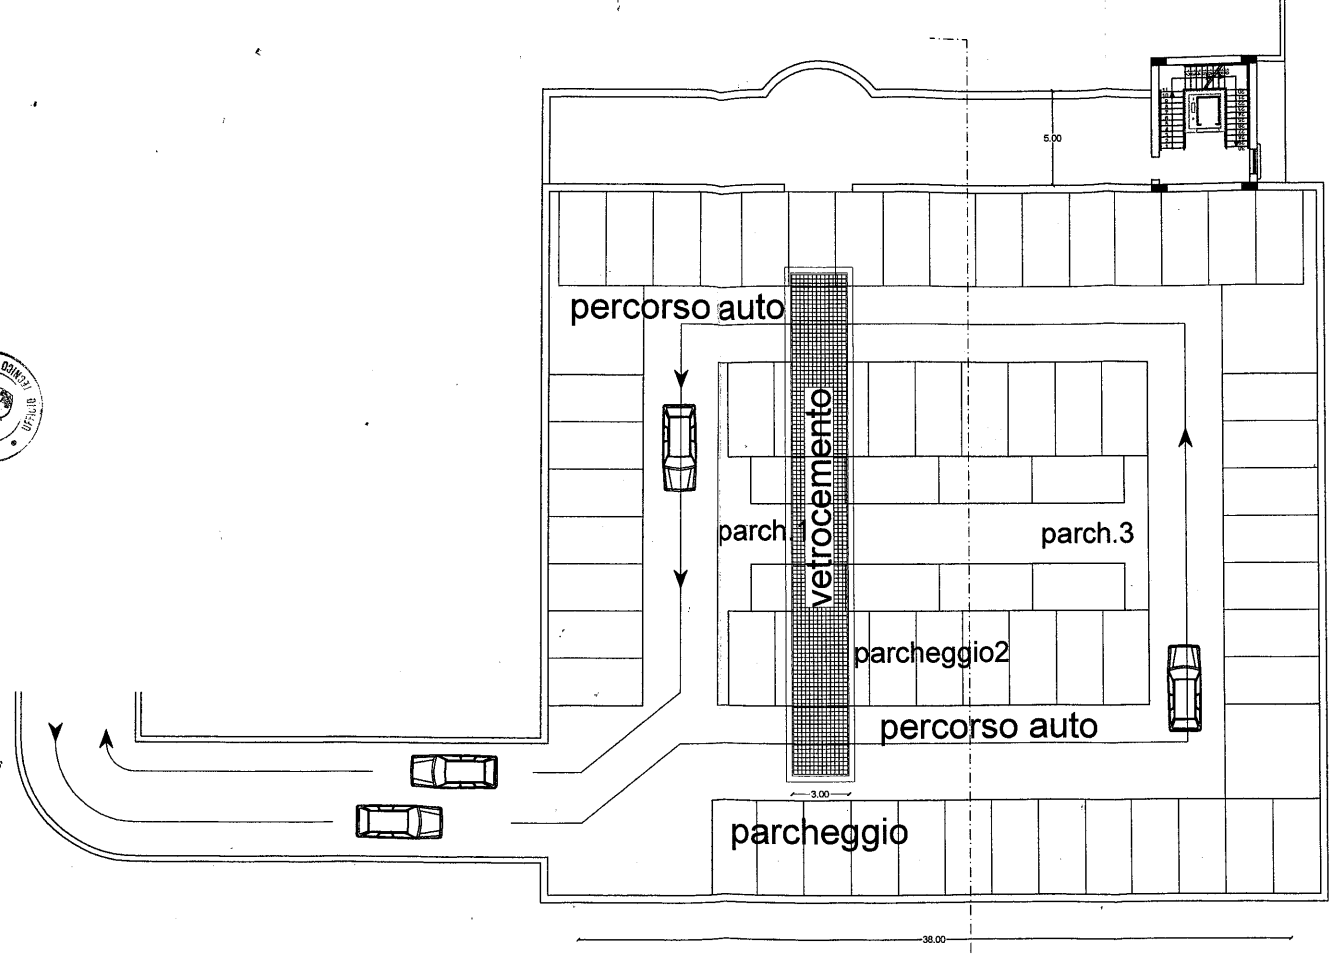 5.00
percorso auto
TECNICO
UFFICIO
vetrocemento
parch.1
parch.3
parcheggio2
percorso auto
3.00
parcheggio
38.00